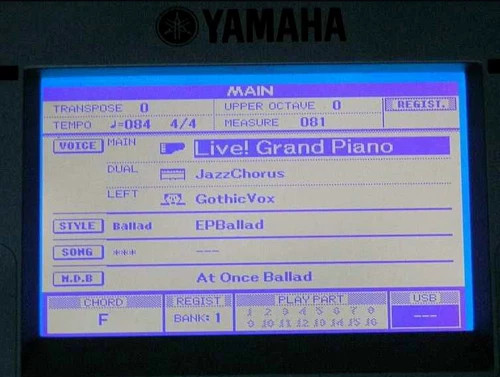 YAMAHA
MAIN
TRANSPOSE 0 UPPER OCTAVE 0 REGIST.
TEMPO ♩=084 4/4 MEASURE 081
VOICE MAIN Live! Grand Piano
DUAL JazzChorus
LEFT GothicVox
STYLE Ballad EPBallad
SONG *** ---
M.D.B At Once Ballad
CHORD REGIST PLAY PART USB
F BANK: 1 1 2 3 4 5 6 7 8 ---
9 10 11 12 13 14 15 16